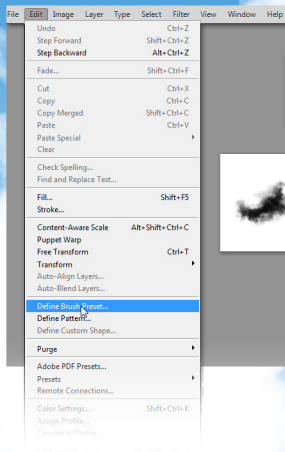 File Edit Image Layer Type Select Filter View Window Help
Undo Ctrl+Z
Step Forward Shift+Ctrl+Z
Step Backward Alt+Ctrl+Z
Fade... Shift+Ctrl+F
Cut Ctrl+X
Copy Ctrl+C
Copy Merged Shift+Ctrl+C
Paste Ctrl+V
Paste Special
Clear
Check Spelling...
Find and Replace Text...
Fill... Shift+F5
Stroke...
Content-Aware Scale Alt+Shift+Ctrl+C
Puppet Warp
Free Transform Ctrl+T
Transform
Auto-Align Layers...
Auto-Blend Layers...
Define Brush Preset...
Define Pattern...
Define Custom Shape...
Purge
Adobe PDF Presets...
Presets
Remote Connections...
Color Settings... Shift+Ctrl+K
Assign Profile...
Convert to Profile...